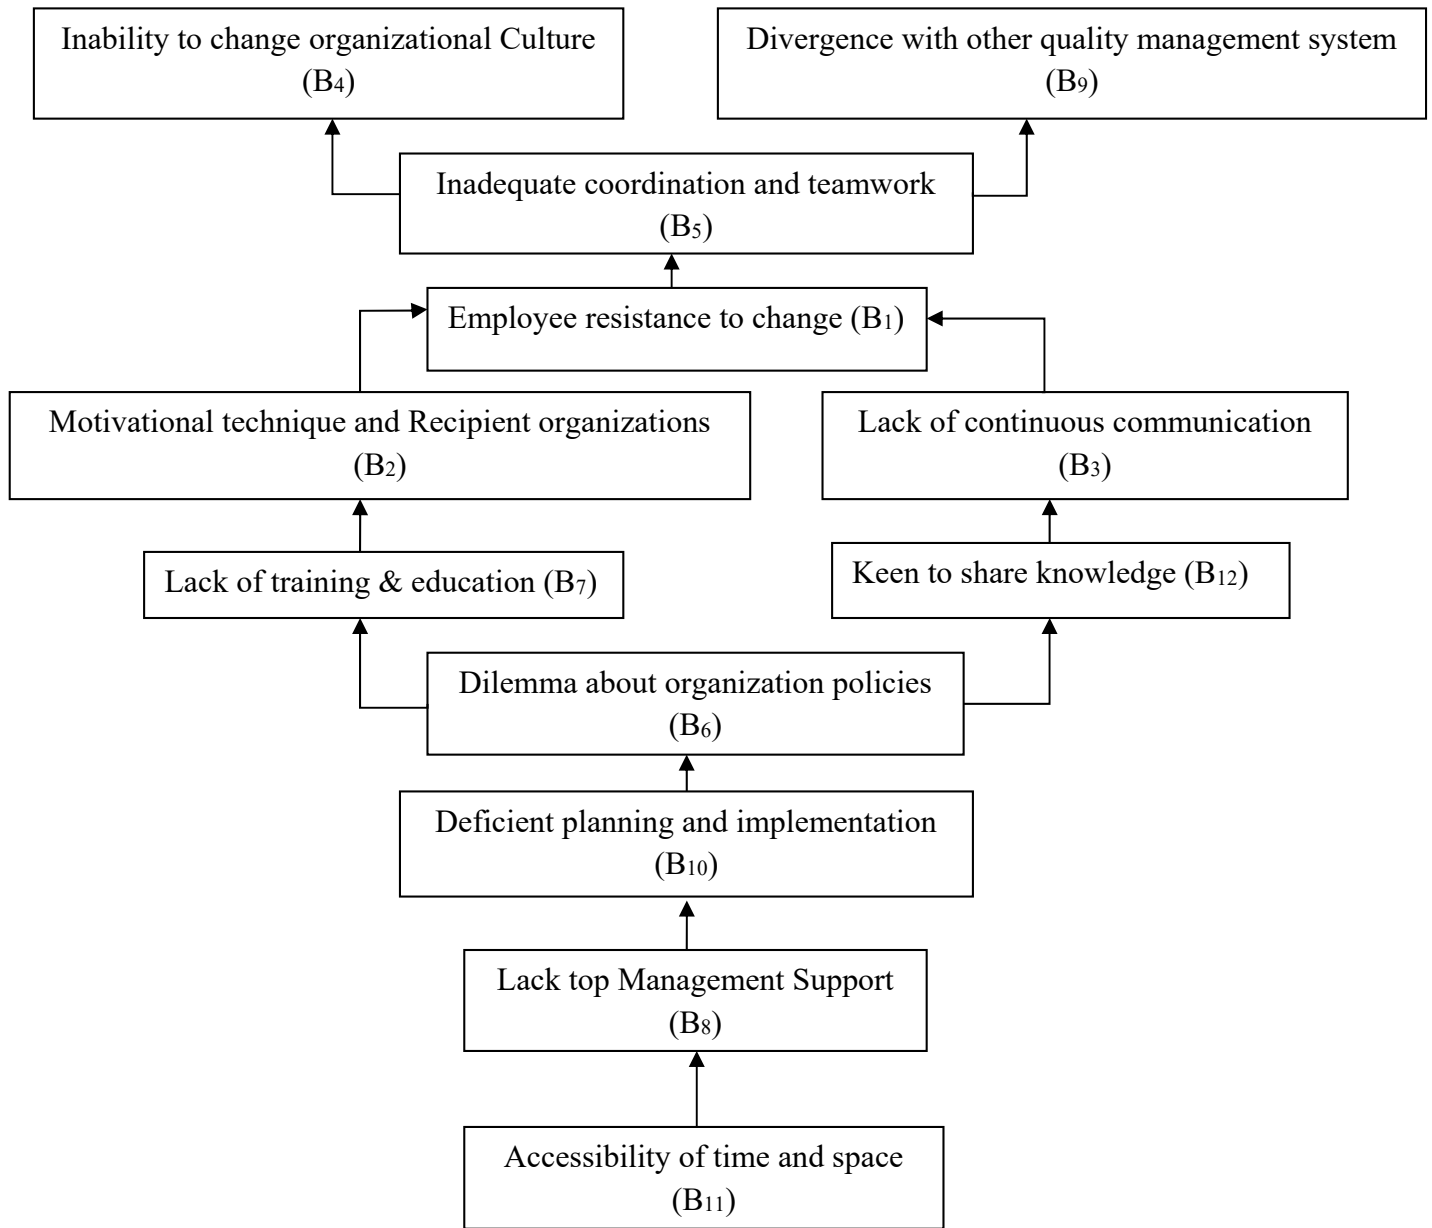 Inability to change organizational Culture
(B4)
Divergence with other quality management system
(B9)
Inadequate coordination and teamwork
(B5)
Employee resistance to change (B1)
Motivational technique and Recipient organizations
(B2)
Lack of continuous communication
(B3)
Lack of training & education (B7)
Keen to share knowledge (B12)
Dilemma about organization policies
(B6)
Deficient planning and implementation
(B10)
Lack top Management Support
(B8)
Accessibility of time and space
(B11)